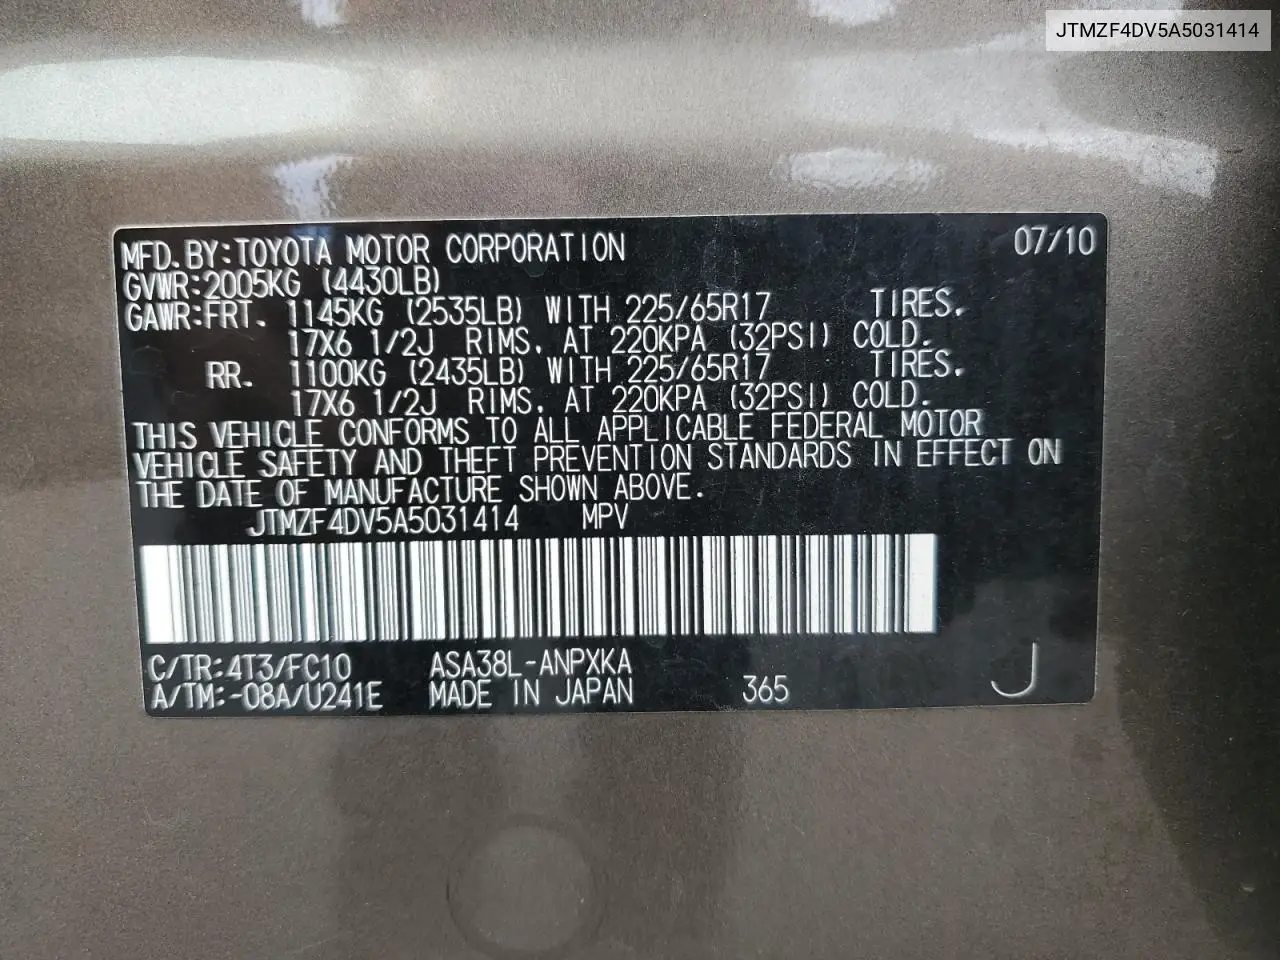 JTMZF4DV5A5031414
MFD. BY: TOYOTA MOTOR CORPORATION 07/10
GVWR: 2005KG (4430LB)
GAWR: FRT. 1145KG (2535LB) WITH 225/65R17 TIRES.
17X6 1/2J RIMS. AT 220KPA (32PSI) COLD.
RR. 1100KG (2435LB) WITH 225/65R17 TIRES.
17X6 1/2J RIMS. AT 220KPA (32PSI) COLD.
THIS VEHICLE CONFORMS TO ALL APPLICABLE FEDERAL MOTOR
VEHICLE SAFETY AND THEFT PREVENTION STANDARDS IN EFFECT ON
THE DATE OF MANUFACTURE SHOWN ABOVE.
JTMZF4DV5A5031414 MPV
C/TR: 4T3/FC10 ASA38L-ANPXKA
A/TM: -08A/U241E MADE IN JAPAN 365 J